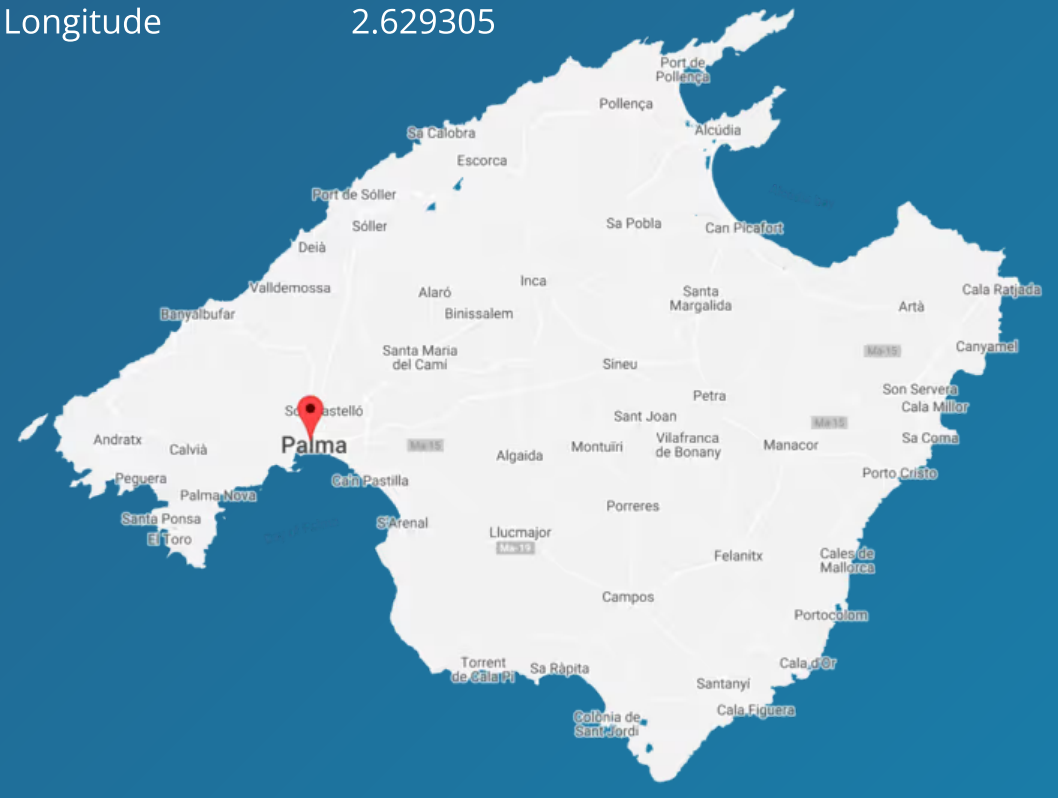 Longitude 2.629305
Port de
Pollença
Pollença
Alcúdia
Sa Calobra
Escorca
Port de Sóller
Sóller
Sa Pobla
Can Picafort
Deià
Inca
Valldemossa
Alaró
Santa
Margalida
Cala Ratjada
Artà
Banyalbufar
Binissalem
Santa Maria
del Camí
Canyamel
Ma-15
Sineu
Son Servera
Petra
Cala Millor
Sant Joan
Ma-15
Andratx
Palma
Ma-15
Vilafranca
de Bonany
Manacor
Sa Coma
Calvià
Montuïri
Algaida
Porto Cristo
Peguera
Ca'n Pastilla
Palma Nova
Porreres
Santa Ponsa
S'Arenal
El Toro
Llucmajor
Ma-19
Felanitx
Cales de
Mallorca
Campos
Portocolom
Torrent
de Cala Pi
Sa Ràpita
Cala d'Or
Santanyí
Cala Figuera
Colònia de
Sant Jordi